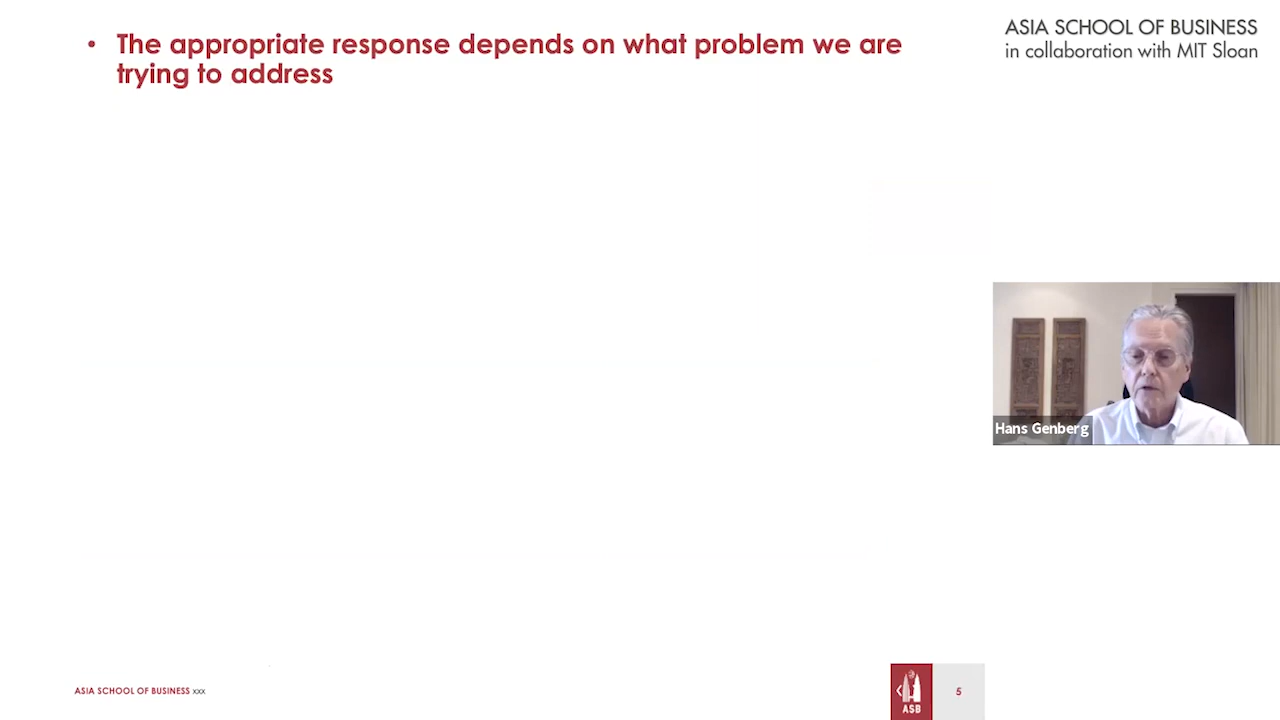 • The appropriate response depends on what problem we are
trying to address
ASIA SCHOOL OF BUSINESS
in collaboration with MIT Sloan
Hans Genberg
ASIA SCHOOL OF BUSINESS xxx
ASB
5